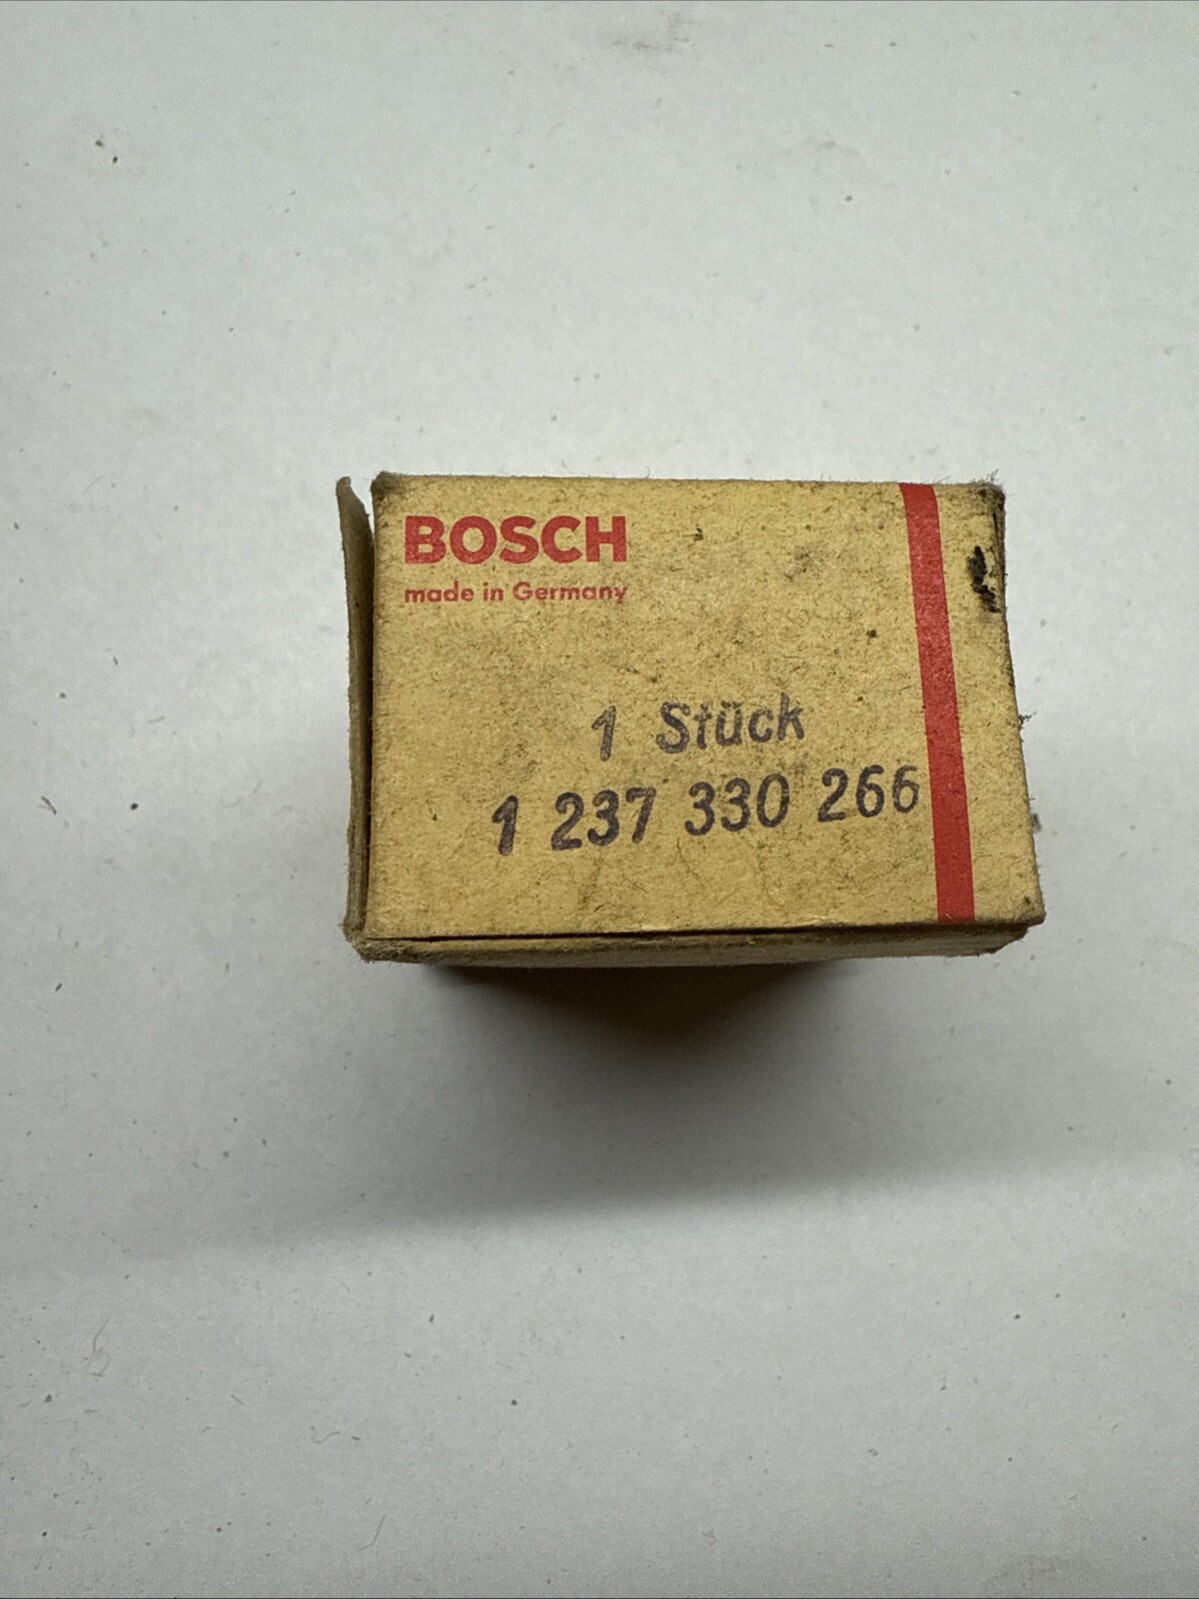 BOSCH
made in Germany
1 Stück
1 237 330 266